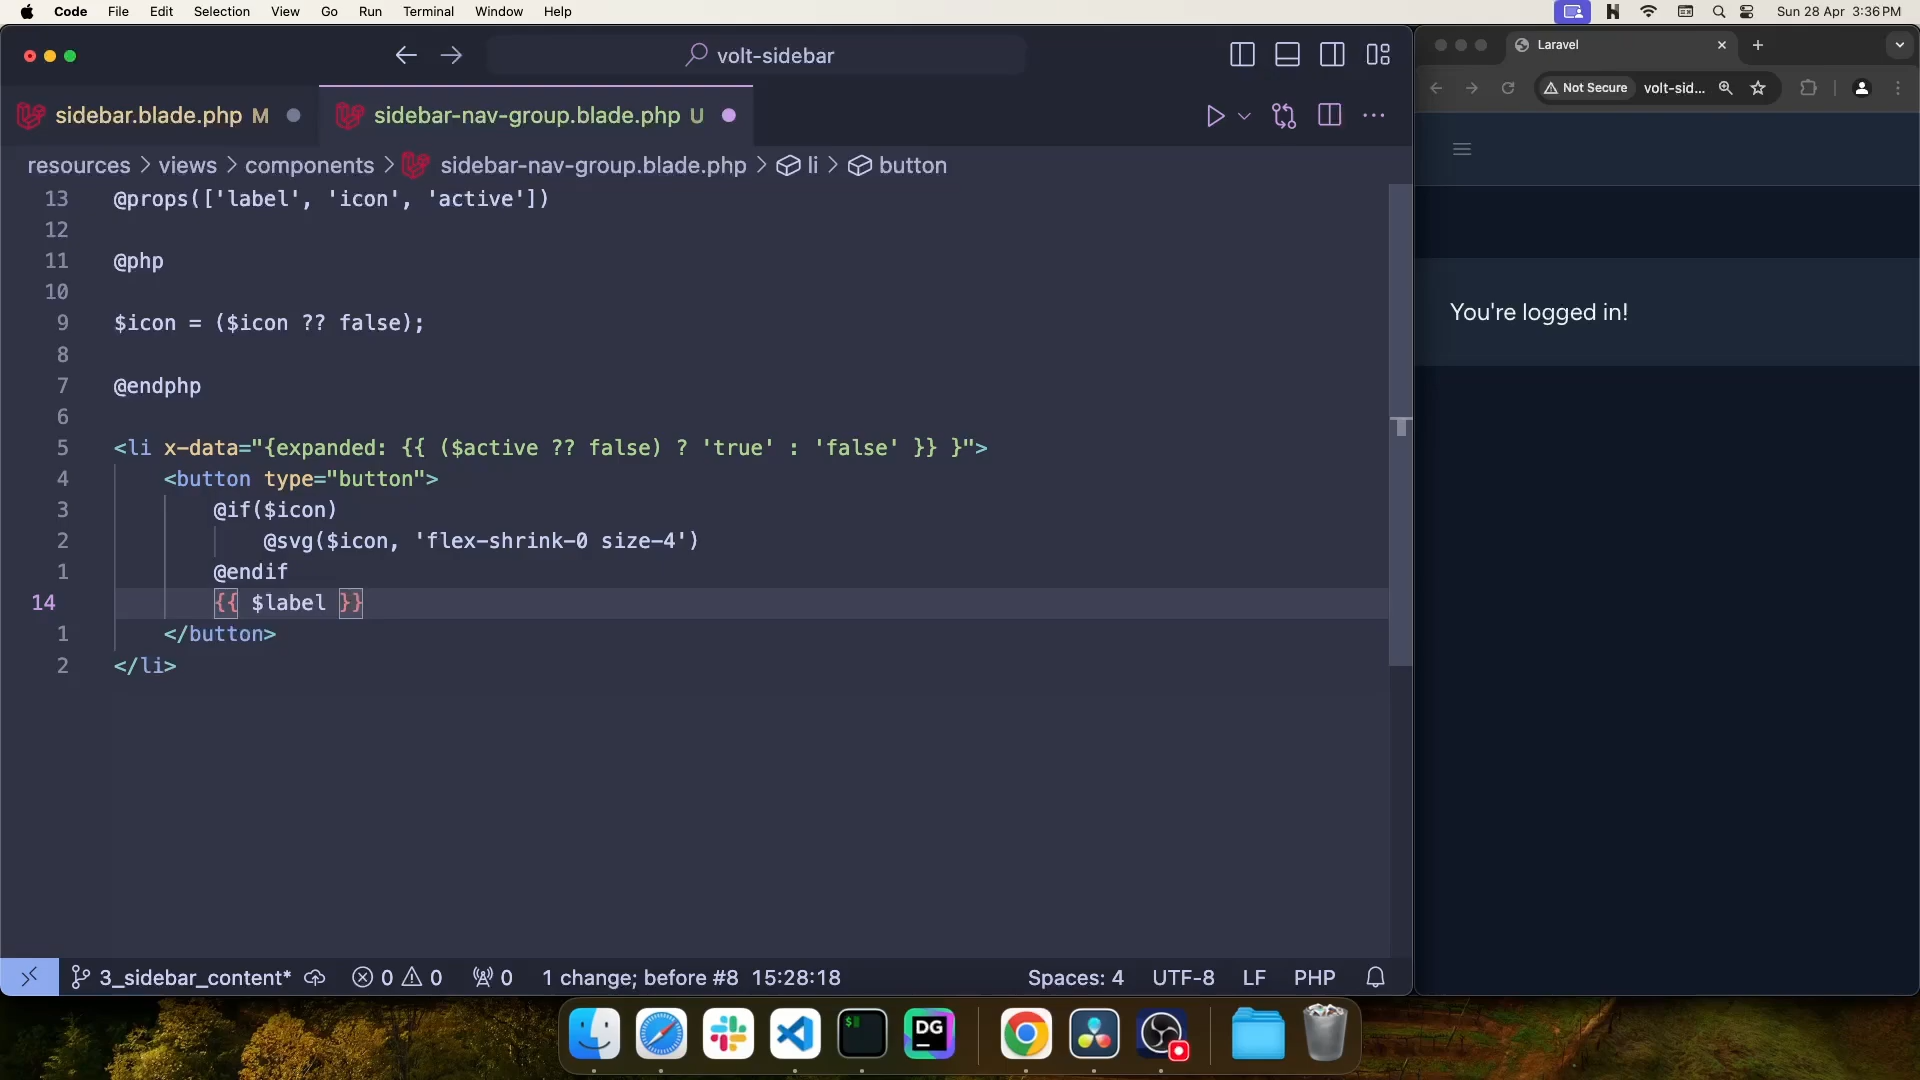 Code File Edit Selection View Go Run Terminal Window Help Sun 28 Apr 3:36 PM
volt-sidebar
Laravel
Not Secure volt-sid...
sidebar.blade.php M sidebar-nav-group.blade.php U
resources > views > components > sidebar-nav-group.blade.php > li > button
13 @props(['label', 'icon', 'active'])
12
11 @php
10
9 $icon = ($icon ?? false);
8
7 @endphp
6
5 <li x-data="{expanded: {{ ($active ?? false) ? 'true' : 'false' }} }">
4 <button type="button">
3 @if($icon)
2 @svg($icon, 'flex-shrink-0 size-4')
1 @endif
14 {{ $label }}
1 </button>
2 </li>
You're logged in!
3_sidebar_content* 0 0 0 1 change; before #8 15:28:18 Spaces: 4 UTF-8 LF PHP
$
DG